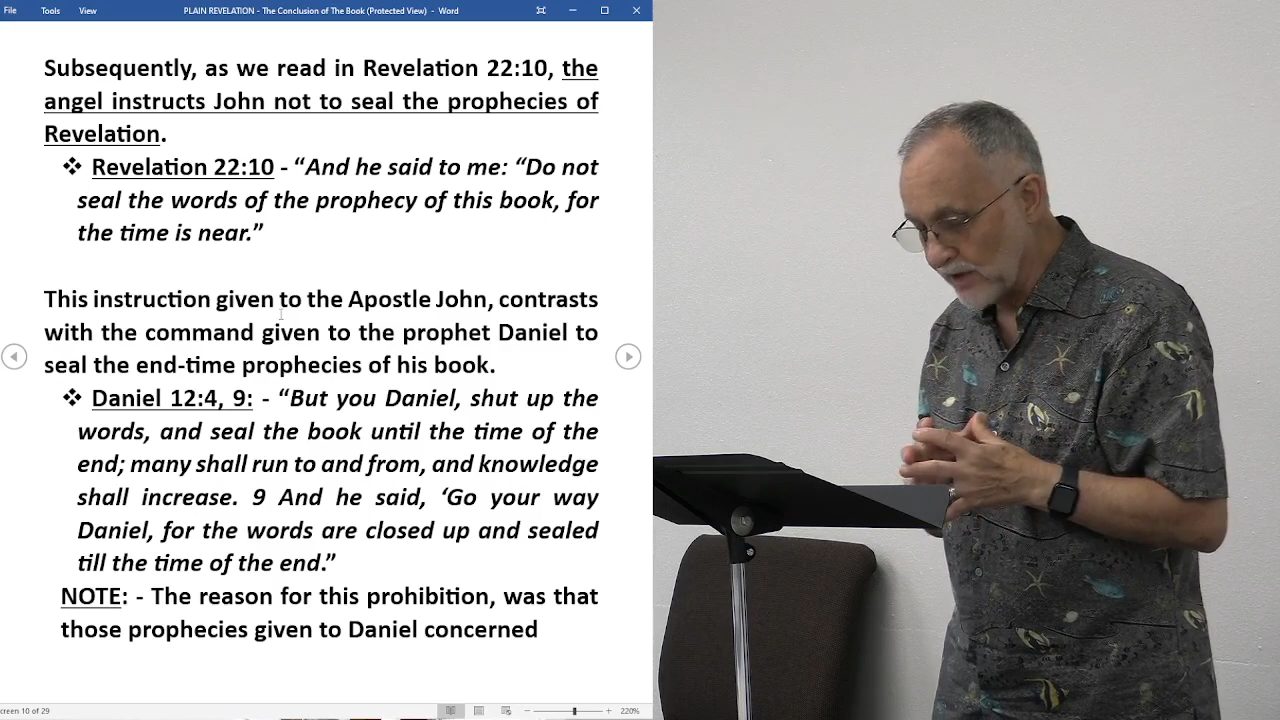 File Tools View PLAIN REVELATION - The Conclusion of The Book (Protected View) - Word
Subsequently, as we read in Revelation 22:10, the
angel instructs John not to seal the prophecies of
Revelation.
❖ Revelation 22:10 - “And he said to me: “Do not
seal the words of the prophecy of this book, for
the time is near.”
This instruction given to the Apostle John, contrasts
with the command given to the prophet Daniel to
seal the end-time prophecies of his book.
❖ Daniel 12:4, 9: - “But you Daniel, shut up the
words, and seal the book until the time of the
end; many shall run to and from, and knowledge
shall increase. 9 And he said, ‘Go your way
Daniel, for the words are closed up and sealed
till the time of the end.”
NOTE: - The reason for this prohibition, was that
those prophecies given to Daniel concerned
creen 10 of 29 220%